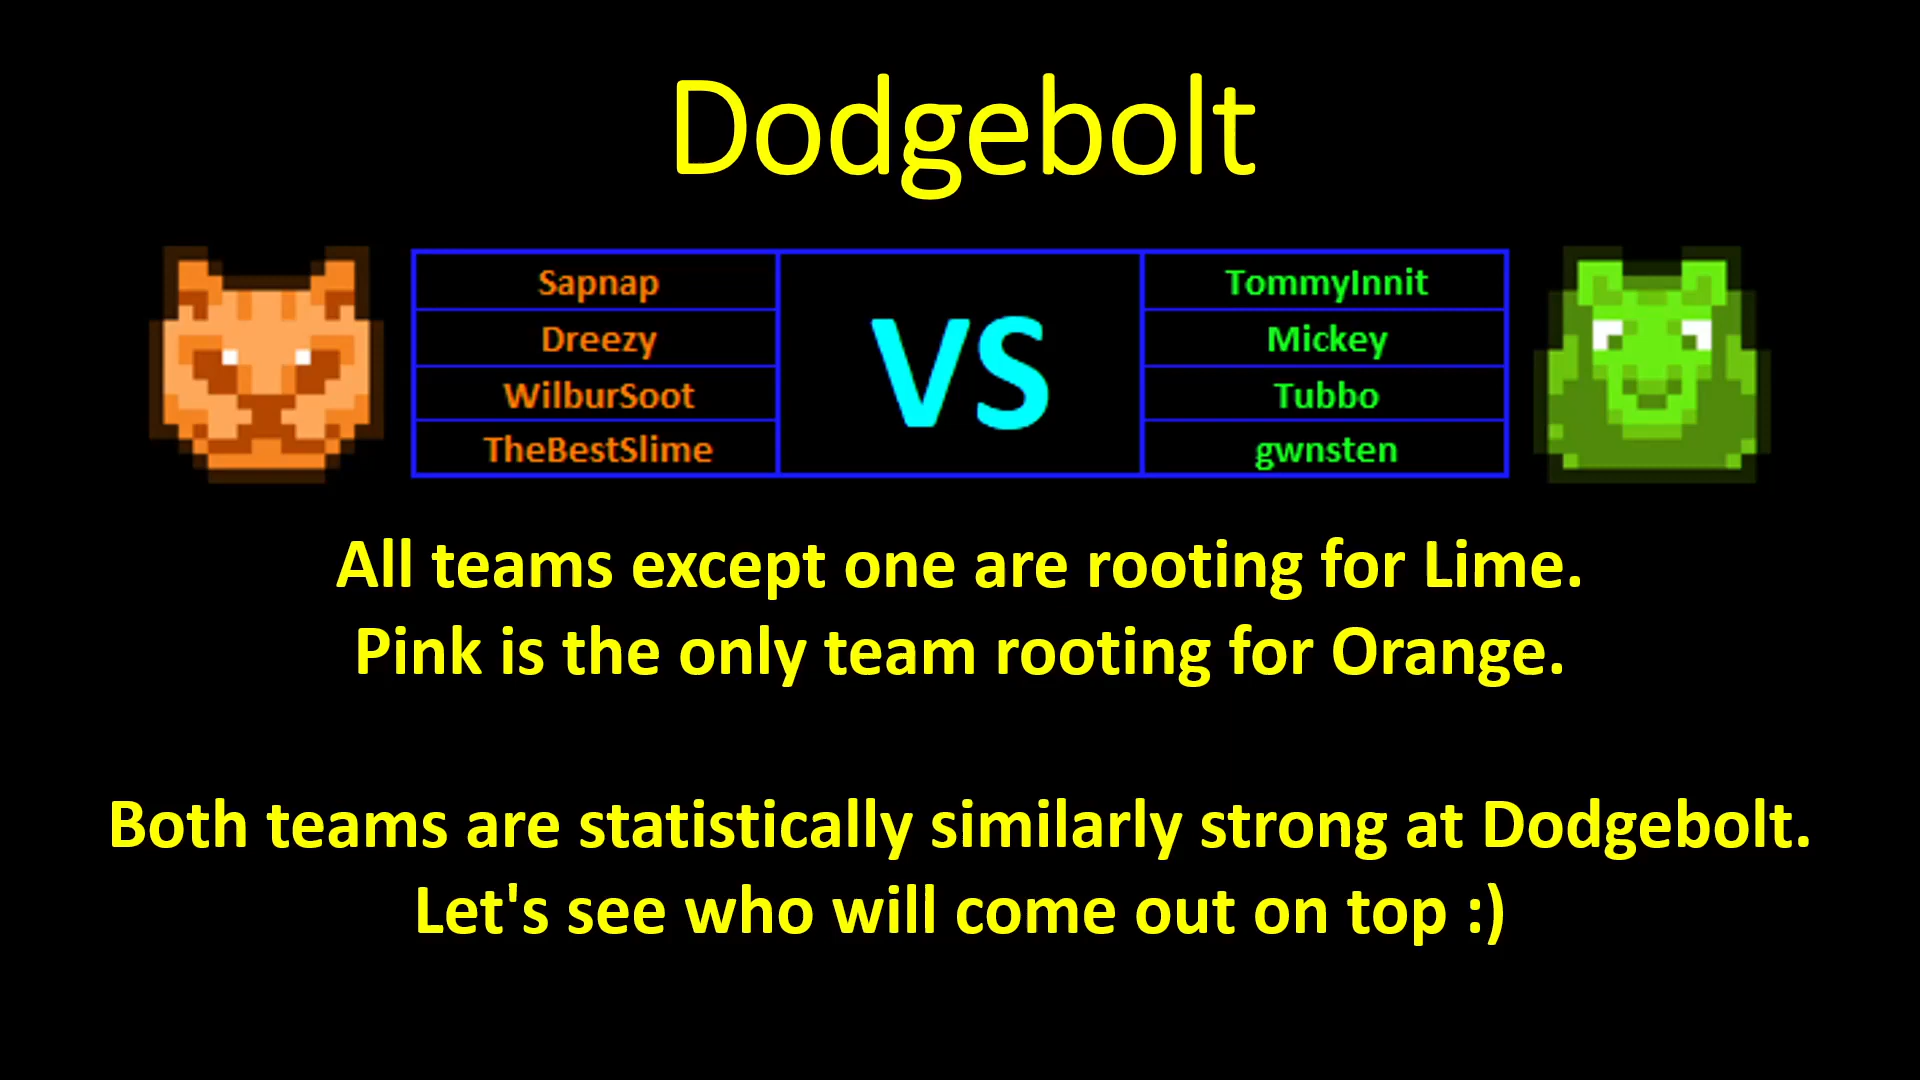 Dodgebolt
Sapnap
Dreezy
WilburSoot
TheBestSlime
VS
TommyInnit
Mickey
Tubbo
gwnsten
All teams except one are rooting for Lime.
Pink is the only team rooting for Orange.
Both teams are statistically similarly strong at Dodgebolt.
Let's see who will come out on top :)